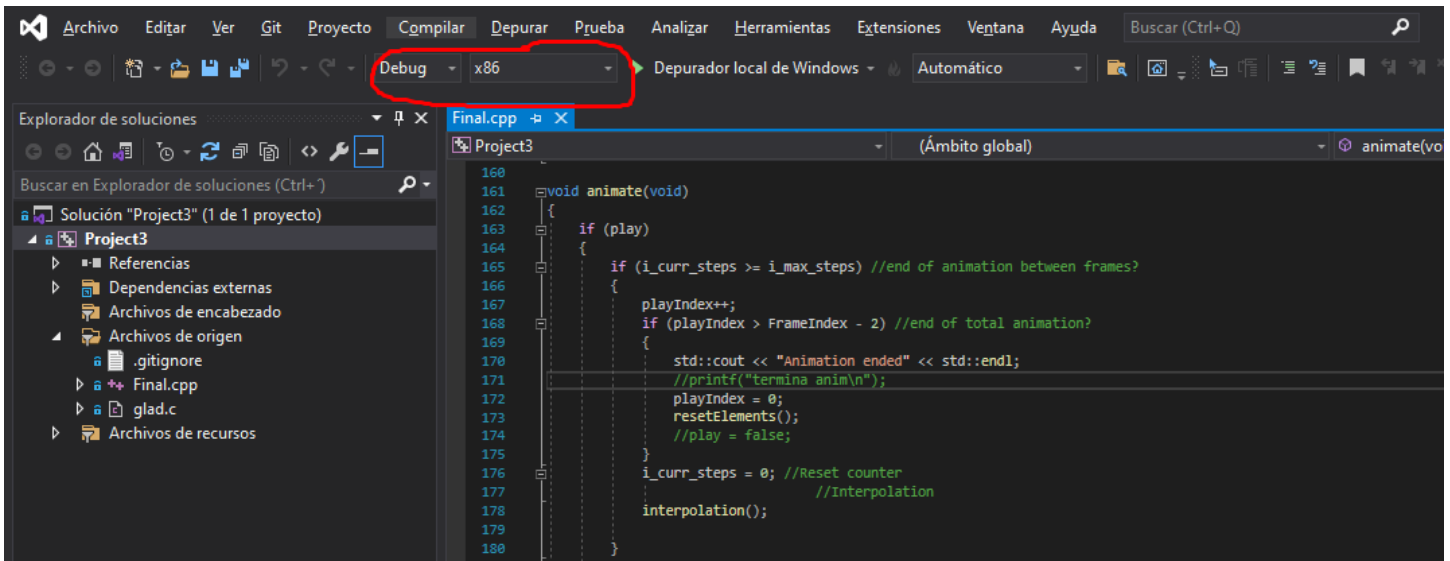 Archivo Editar Ver Git Proyecto Compilar Depurar Prueba Analizar Herramientas Extensiones Ventana Ayuda Buscar (Ctrl+Q)
Debug x86 Depurador local de Windows Automático
Explorador de soluciones
Buscar en Explorador de soluciones (Ctrl+´)
Solución "Project3" (1 de 1 proyecto)
Project3
Referencias
Dependencias externas
Archivos de encabezado
Archivos de origen
.gitignore
Final.cpp
glad.c
Archivos de recursos
Final.cpp
Project3 (Ámbito global) animate(vo
160
161 void animate(void)
162 {
163 if (play)
164 {
165 if (i_curr_steps >= i_max_steps) //end of animation between frames?
166 {
167 playIndex++;
168 if (playIndex > FrameIndex - 2) //end of total animation?
169 {
170 std::cout << "Animation ended" << std::endl;
171 //printf("termina anim\n");
172 playIndex = 0;
173 resetElements();
174 //play = false;
175 }
176 i_curr_steps = 0; //Reset counter
177 //Interpolation
178 interpolation();
179
180 }